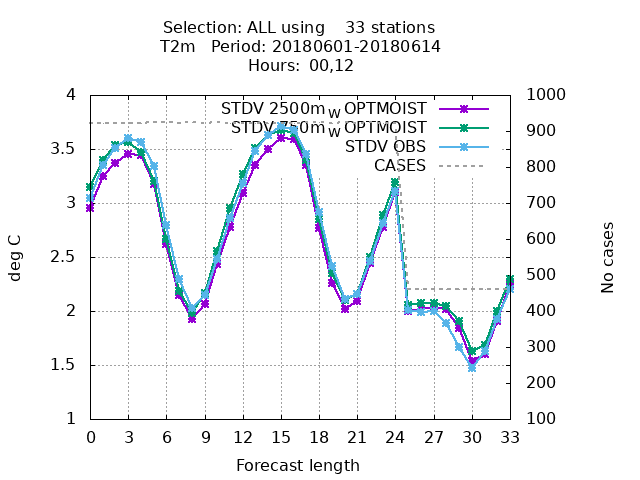 Selection: ALL using    33 stations
T2m   Period: 20180601-20180614
Hours:  00,12
STDV 2500m_W OPTMOIST
STDV 750m_W OPTMOIST
STDV OBS
CASES
4
3.5
3
2.5
2
1.5
1
deg C
1000
900
800
700
600
500
400
300
200
100
No cases
0 3 6 9 12 15 18 21 24 27 30 33
Forecast length